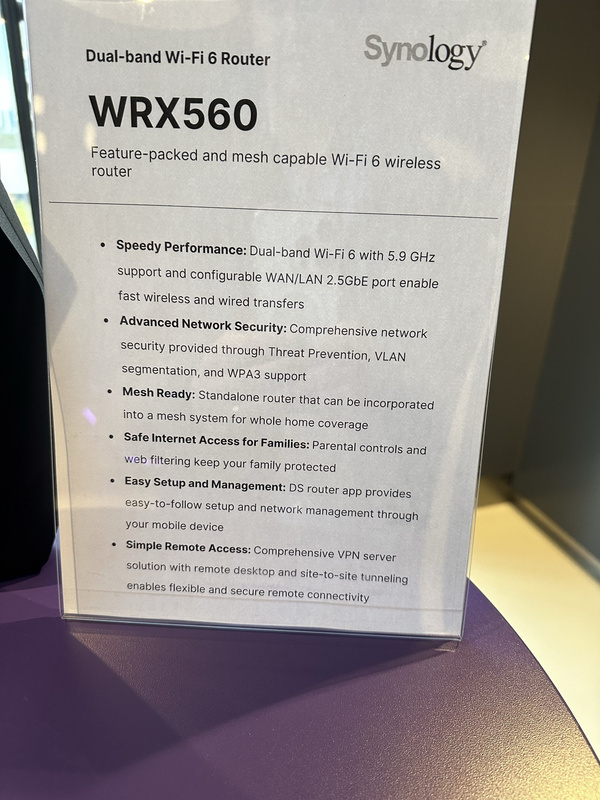 Synology
Dual-band Wi-Fi 6 Router
WRX560
Feature-packed and mesh capable Wi-Fi 6 wireless
router
• Speedy Performance: Dual-band Wi-Fi 6 with 5.9 GHz
support and configurable WAN/LAN 2.5GbE port enable
fast wireless and wired transfers
• Advanced Network Security: Comprehensive network
security provided through Threat Prevention, VLAN
segmentation, and WPA3 support
• Mesh Ready: Standalone router that can be incorporated
into a mesh system for whole home coverage
• Safe Internet Access for Families: Parental controls and
web filtering keep your family protected
• Easy Setup and Management: DS router app provides
easy-to-follow setup and network management through
your mobile device
• Simple Remote Access: Comprehensive VPN server
solution with remote desktop and site-to-site tunneling
enables flexible and secure remote connectivity